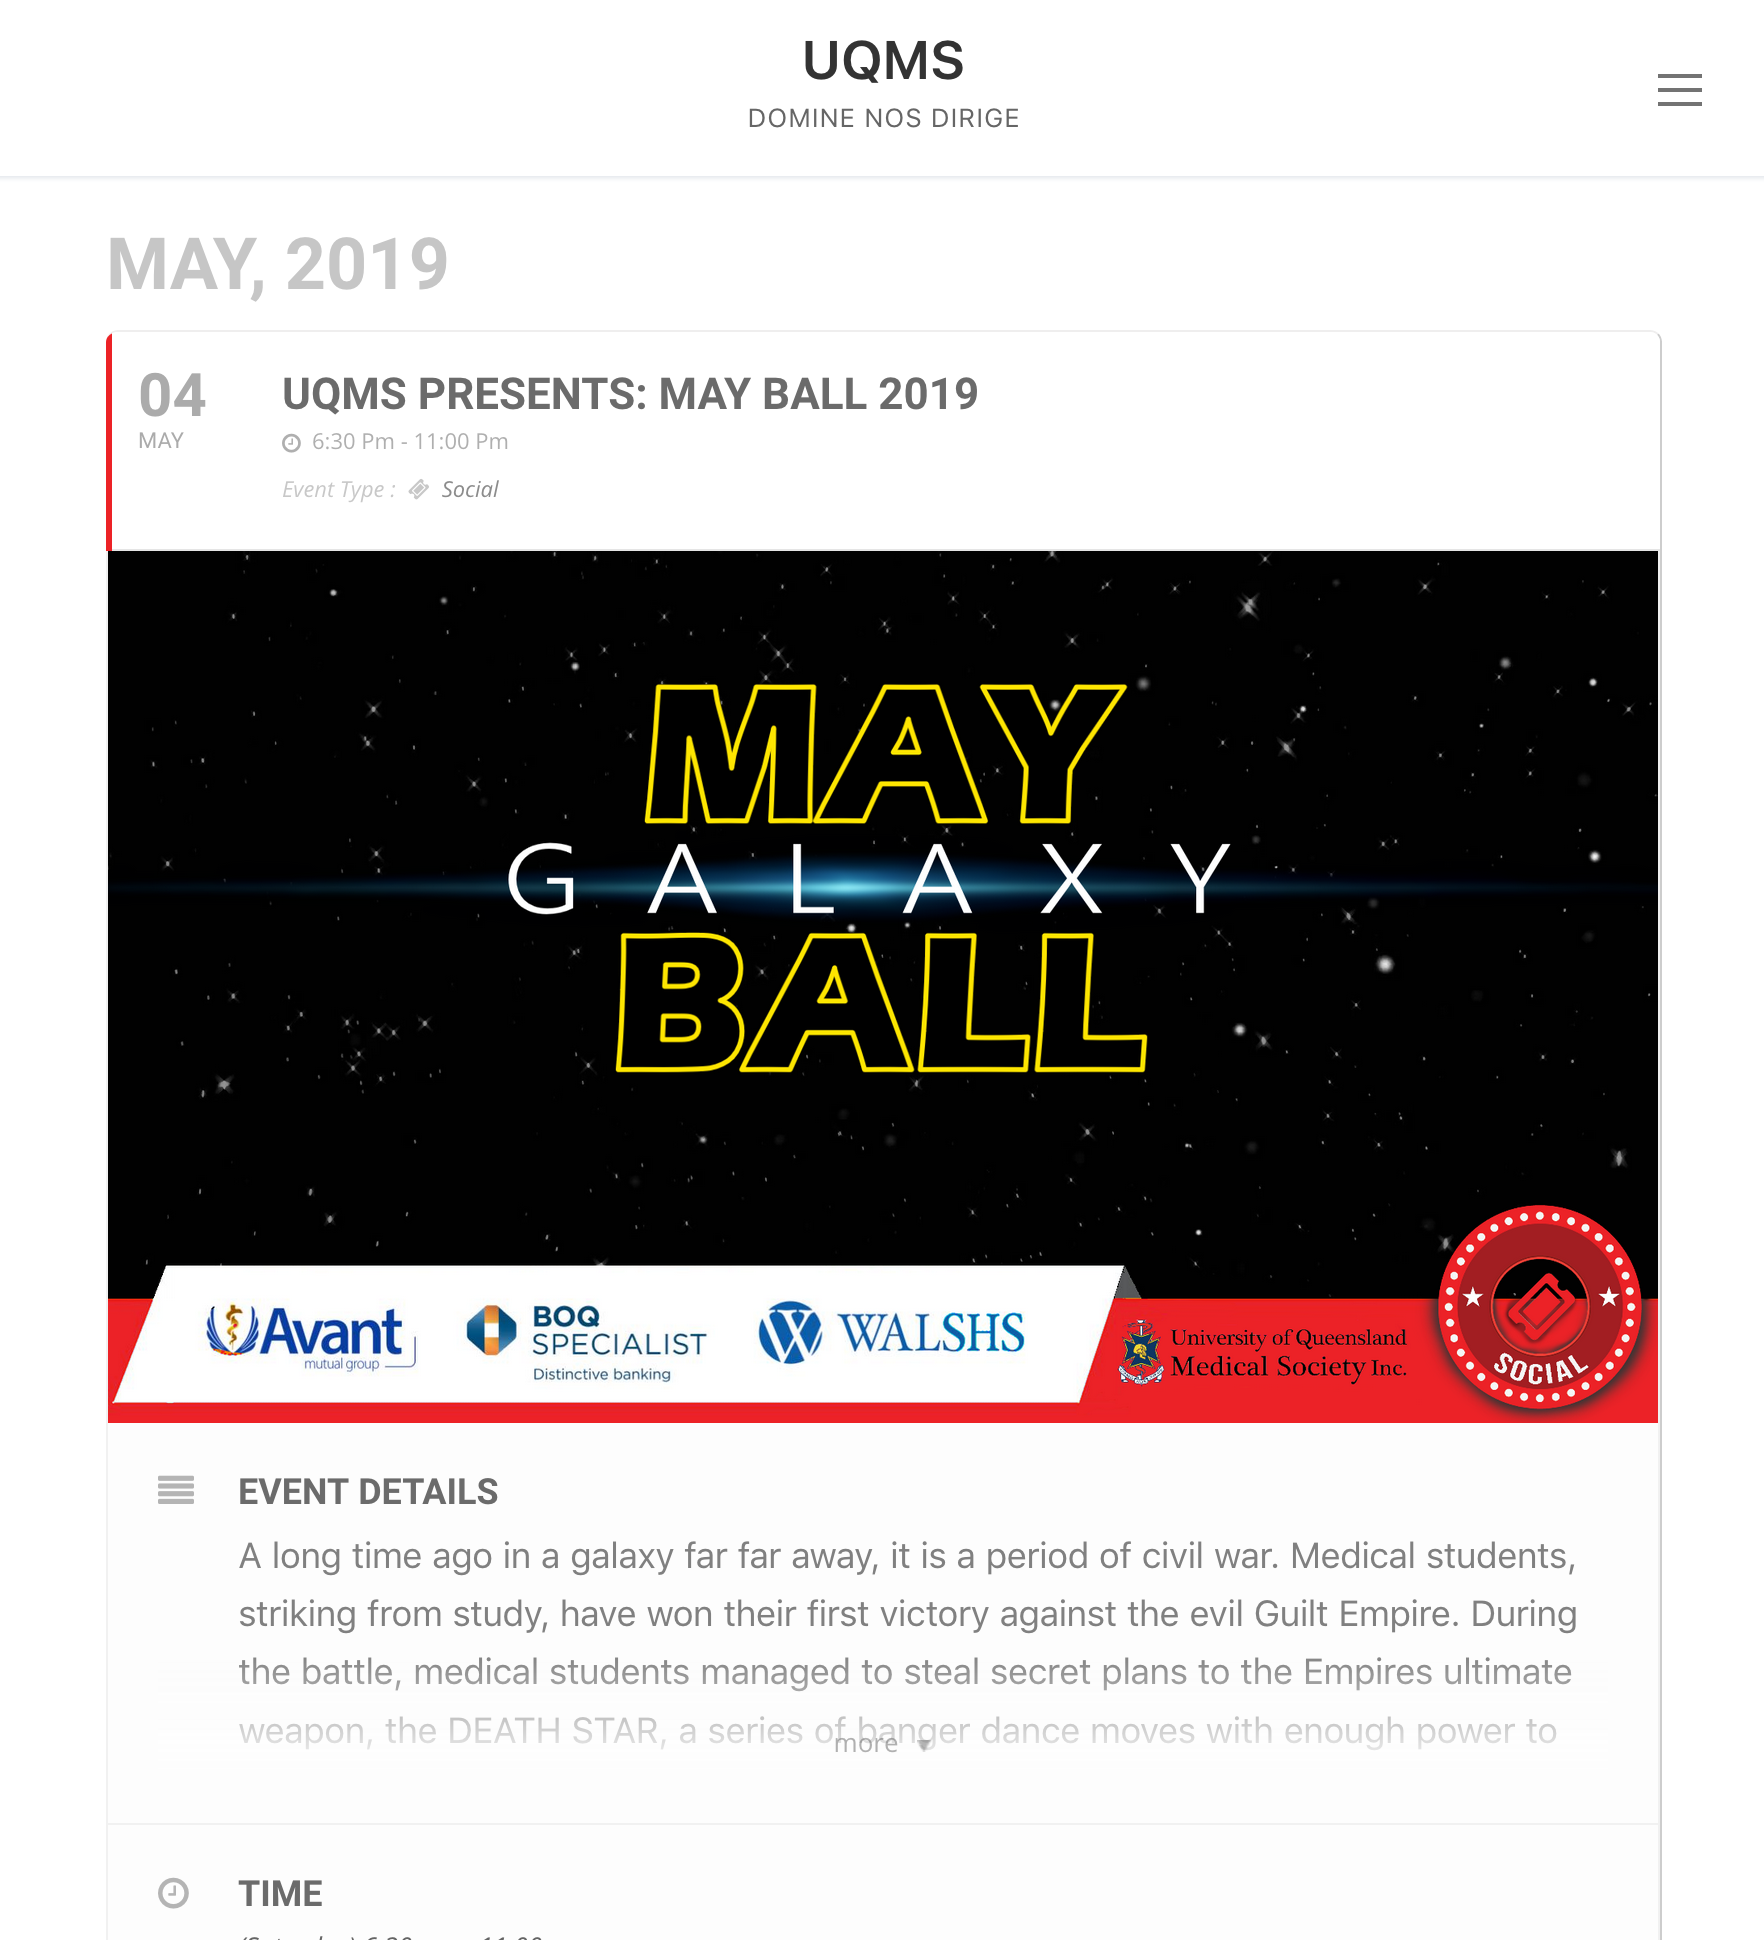 UQMS
DOMINE NOS DIRIGE
MAY, 2019
04
MAY
UQMS PRESENTS: MAY BALL 2019
6:30 Pm - 11:00 Pm
Event Type : Social
MAY
GALAXY
BALL
Avant
mutual group
BOQ
SPECIALIST
Distinctive banking
WALSHS
University of Queensland
Medical Society Inc.
SOCIAL
EVENT DETAILS
A long time ago in a galaxy far far away, it is a period of civil war. Medical students,
striking from study, have won their first victory against the evil Guilt Empire. During
the battle, medical students managed to steal secret plans to the Empires ultimate
weapon, the DEATH STAR, a series of banger dance moves with enough power to
more
TIME